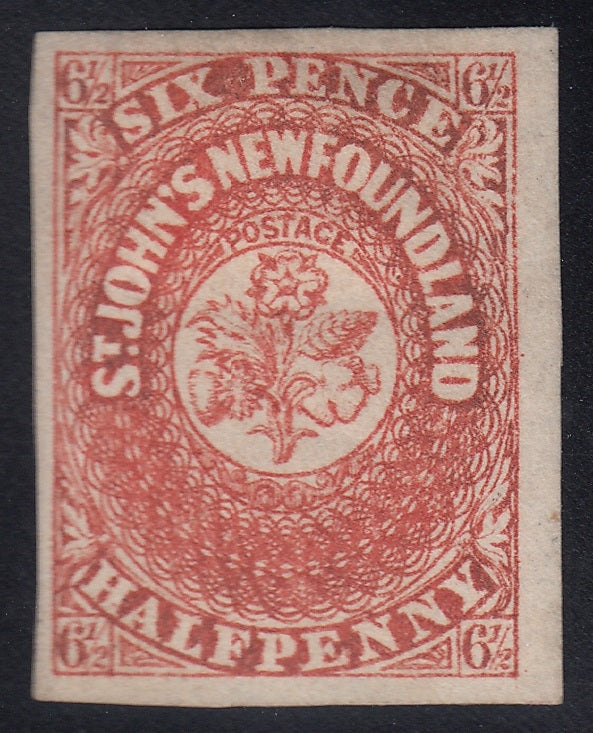 6½ SIX PENCE 6½
ST. JOHN'S NEWFOUNDLAND
POSTAGE
6½ HALFPENNY 6½